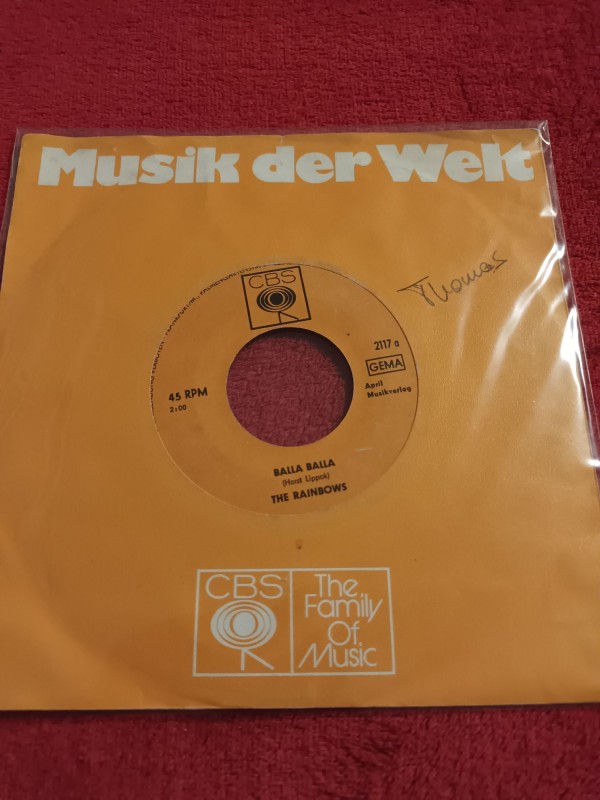 Musik der Welt
Thomas
CBS
2117 a
GEMA
45 RPM
2:00
April
Musikverlag
BALLA BALLA
(Horst Lippok)
THE RAINBOWS
CBS
The
Family
Of
Music